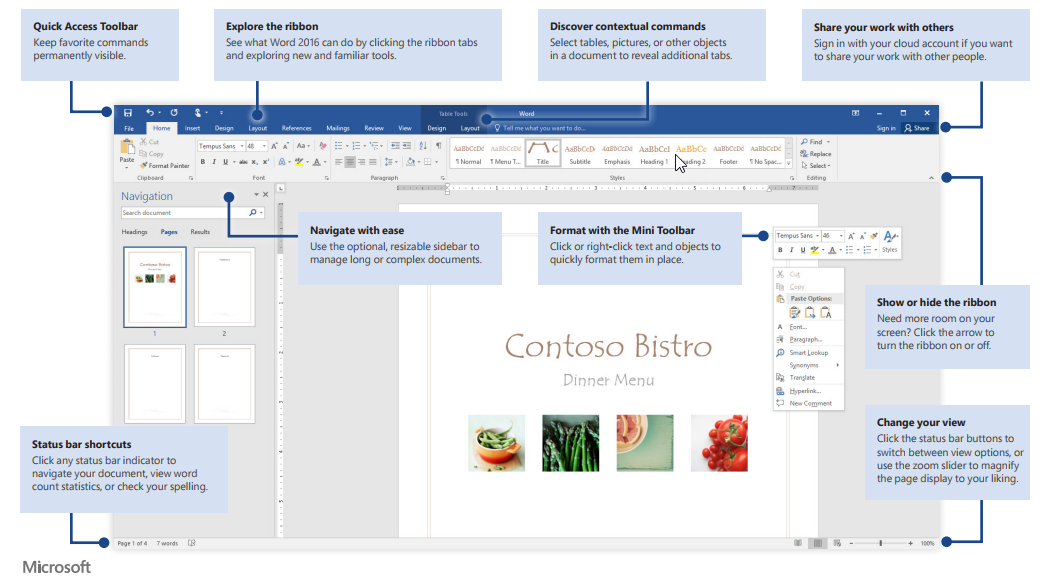 Quick Access Toolbar
Keep favorite commands
permanently visible.
Explore the ribbon
See what Word 2016 can do by clicking the ribbon tabs
and exploring new and familiar tools.
Discover contextual commands
Select tables, pictures, or other objects
in a document to reveal additional tabs.
Share your work with others
Sign in with your cloud account if you want
to share your work with other people.
Table Tools
Word
File Home Insert Design Layout References Mailings Review View Design Layout Tell me what you want to do... Sign in Share
Paste
Cut
Copy
Format Painter
Clipboard
Tempus Sans 48
Font
Paragraph
AaBbCcDd AaBbCcDd AaBbCcD AaBbCcDd AaBbCcI AaBbCc AaBbCcDd AaBbCcDd
¶ Normal ¶ Menu T... Title Subtitle Emphasis Heading 1 Footer ¶ No Spac...
Styles
Find
Replace
Select
Editing
Navigation
Search document
Headings Pages Results
1 2
Navigate with ease
Use the optional, resizable sidebar to
manage long or complex documents.
Format with the Mini Toolbar
Click or right-click text and objects to
quickly format them in place.
Tempus Sans 46
B I U Styles
Cut
Copy
Paste Options:
Font...
Paragraph...
Smart Lookup
Synonyms
Translate
Hyperlink...
New Comment
Show or hide the ribbon
Need more room on your
screen? Click the arrow to
turn the ribbon on or off.
Contoso Bistro
Dinner Menu
Status bar shortcuts
Click any status bar indicator to
navigate your document, view word
count statistics, or check your spelling.
Change your view
Click the status bar buttons to
switch between view options, or
use the zoom slider to magnify
the page display to your liking.
Page 1 of 4 7 words
100%
Microsoft